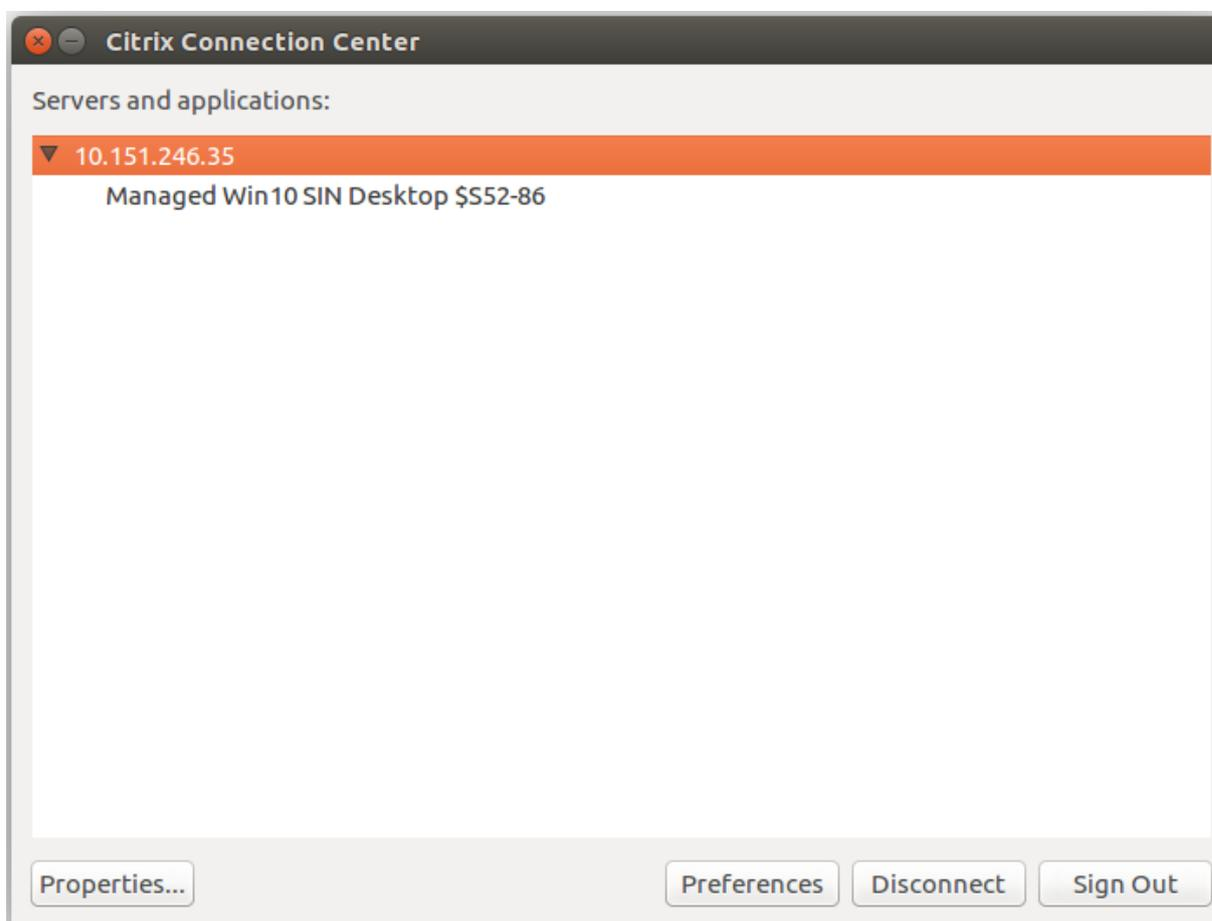 Citrix Connection Center
Servers and applications:
10.151.246.35
Managed Win10 SIN Desktop $S52-86
Properties... Preferences Disconnect Sign Out